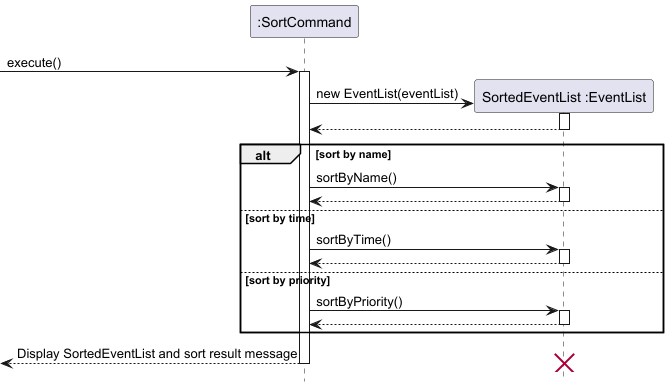 :SortCommand
execute()
new EventList(eventList)
SortedEventList :EventList
alt
[sort by name]
sortByName()
[sort by time]
sortByTime()
[sort by priority]
sortByPriority()
Display SortedEventList and sort result message